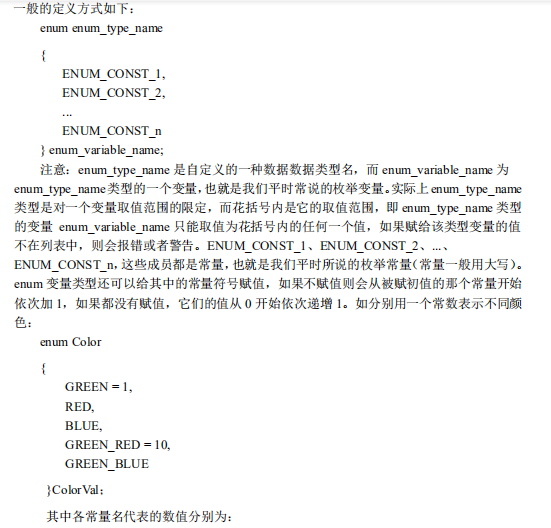 一般的定义方式如下：
enum enum_type_name
{
ENUM_CONST_1,
ENUM_CONST_2,
...
ENUM_CONST_n
} enum_variable_name;
注意：enum_type_name 是自定义的一种数据数据类型名，而 enum_variable_name 为
enum_type_name类型的一个变量，也就是我们平时常说的枚举变量。实际上enum_type_name
类型是对一个变量取值范围的限定，而花括号内是它的取值范围，即 enum_type_name 类型
的变量 enum_variable_name 只能取值为花括号内的任何一个值，如果赋给该类型变量的值
不在列表中，则会报错或者警告。ENUM_CONST_1、ENUM_CONST_2、...、
ENUM_CONST_n，这些成员都是常量，也就是我们平时所说的枚举常量（常量一般用大写）。
enum 变量类型还可以给其中的常量符号赋值，如果不赋值则会从被赋初值的那个常量开始
依次加 1，如果都没有赋值，它们的值从 0 开始依次递增 1。如分别用一个常数表示不同颜
色：
enum Color
{
GREEN = 1,
RED,
BLUE,
GREEN_RED = 10,
GREEN_BLUE
}ColorVal;
其中各常量名代表的数值分别为：